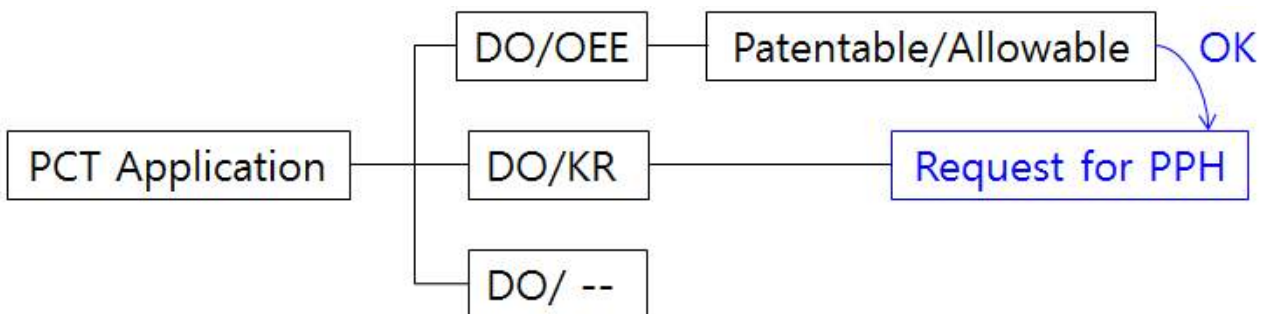 DO/OEE
Patentable/Allowable
OK
PCT Application
DO/KR
Request for PPH
DO/ --